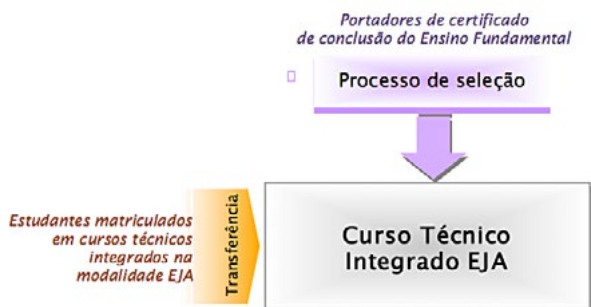 Portadores de certificado
de conclusão do Ensino Fundamental
Processo de seleção
Estudantes matriculados
em cursos técnicos
integrados na
modalidade EJA
Transferência
Curso Técnico
Integrado EJA